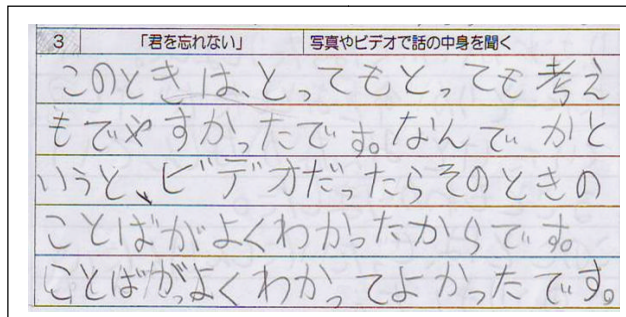 3 「君を忘れない」 写真やビデオで話の中身を聞く
このときは、とってもとっても考え
もでやすかったです。なんでかと
いうと、ビデオだったらそのときの
ことばがよくわかったからです。
ことばがよくわかってよかったです。